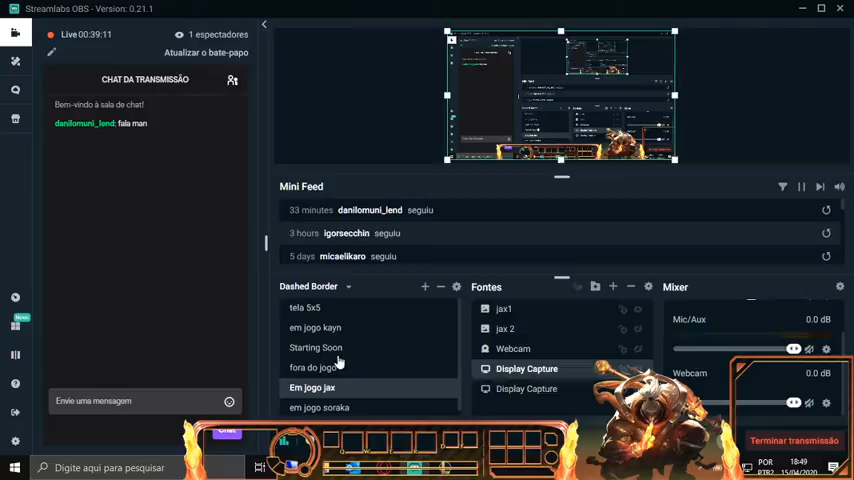 Streamlabs OBS - Version: 0.21.1
Live 00:39:11
1 espectadores
Atualizar o bate-papo
CHAT DA TRANSMISSÃO
Bem-vindo à sala de chat!
danilomuni_lend: fala man
Envie uma mensagem
Chat
Novo
Mini Feed
33 minutes danilomuni_lend seguiu
3 hours igorsecchin seguiu
5 days micaelikaro seguiu
Dashed Border
tela 5x5
em jogo kayn
Starting Soon
fora do jogo
Em jogo jax
em jogo soraka
Fontes
jax1
jax 2
Webcam
Display Capture
Display Capture
Mixer
Mic/Aux 0.0 dB
Webcam 0.0 dB
Terminar transmissão
Q W E R
Digite aqui para pesquisar
POR
PTB2
18:49
15/04/2020